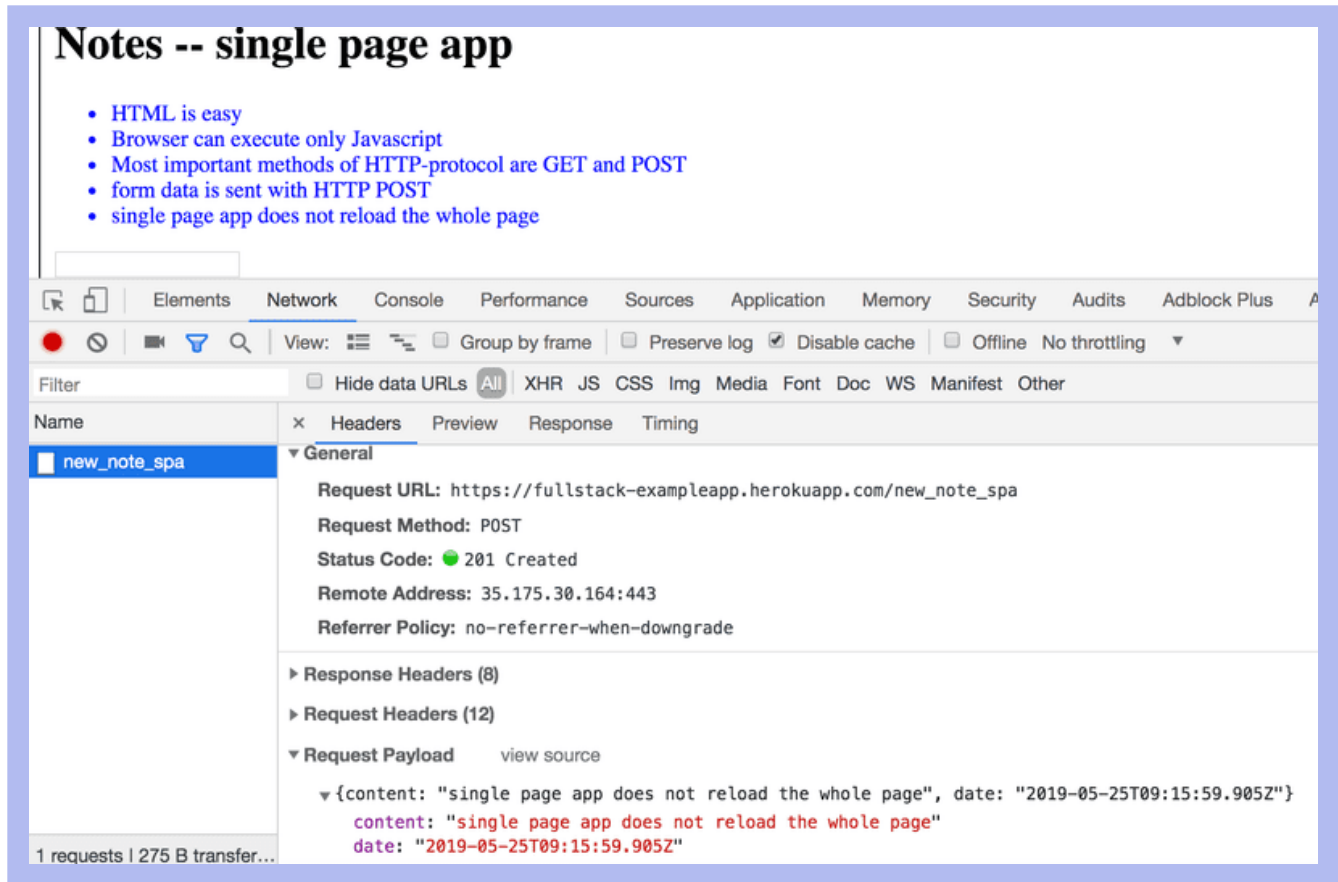 Notes -- single page app
• HTML is easy
• Browser can execute only Javascript
• Most important methods of HTTP-protocol are GET and POST
• form data is sent with HTTP POST
• single page app does not reload the whole page
Elements Network Console Performance Sources Application Memory Security Audits Adblock Plus
View: Group by frame Preserve log Disable cache Offline No throttling
Filter Hide data URLs All XHR JS CSS Img Media Font Doc WS Manifest Other
Name × Headers Preview Response Timing
new_note_spa
General
Request URL: https://fullstack-exampleapp.herokuapp.com/new_note_spa
Request Method: POST
Status Code: 201 Created
Remote Address: 35.175.30.164:443
Referrer Policy: no-referrer-when-downgrade
Response Headers (8)
Request Headers (12)
Request Payload view source
{content: "single page app does not reload the whole page", date: "2019-05-25T09:15:59.905Z"}
content: "single page app does not reload the whole page"
date: "2019-05-25T09:15:59.905Z"
1 requests | 275 B transfer...